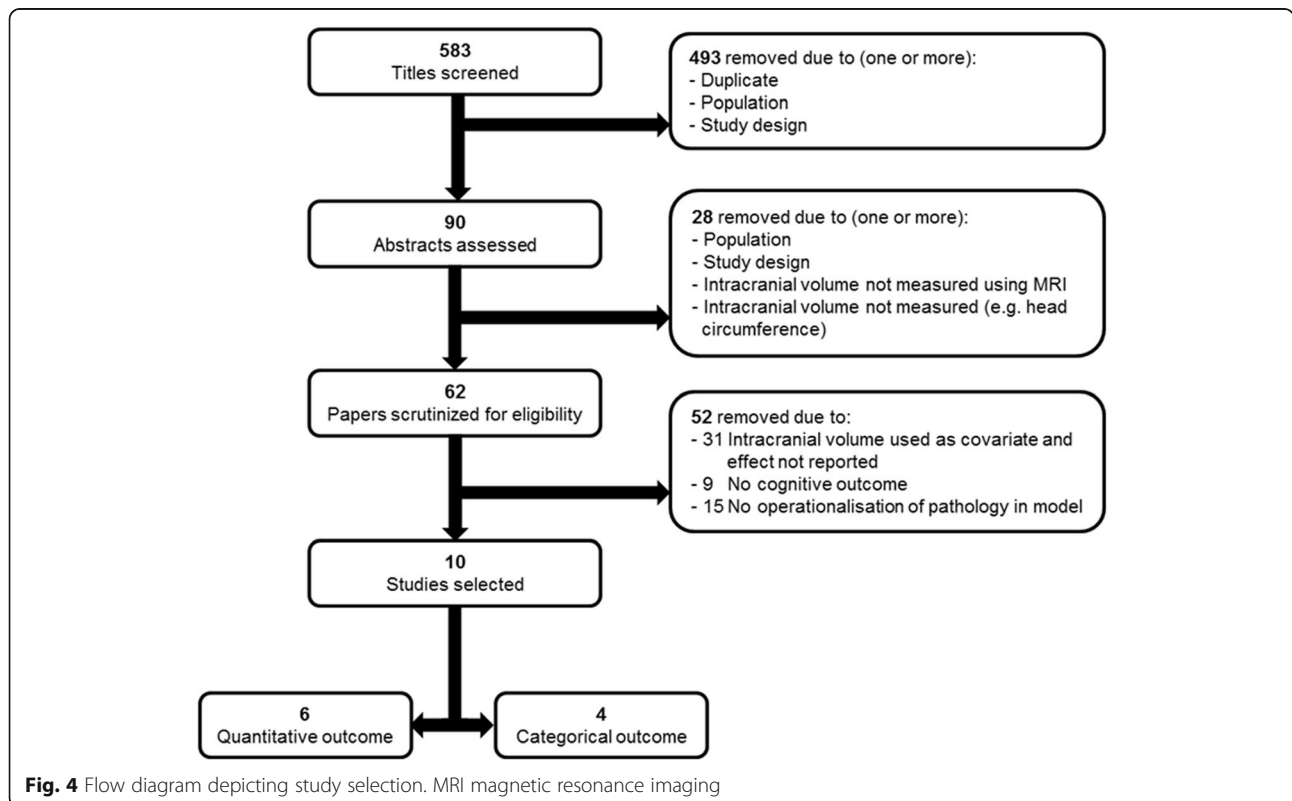 583
Titles screened
493 removed due to (one or more):
- Duplicate
- Population
- Study design
90
Abstracts assessed
28 removed due to (one or more):
- Population
- Study design
- Intracranial volume not measured using MRI
- Intracranial volume not measured (e.g. head
circumference)
62
Papers scrutinized for eligibility
52 removed due to:
- 31 Intracranial volume used as covariate and
effect not reported
- 9 No cognitive outcome
- 15 No operationalisation of pathology in model
10
Studies selected
6
Quantitative outcome
4
Categorical outcome
Fig. 4 Flow diagram depicting study selection. MRI magnetic resonance imaging